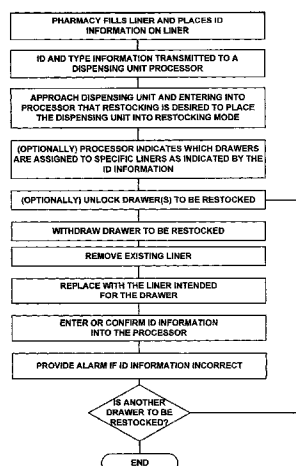 PHARMACY FILLS LINER AND PLACES ID
INFORMATION ON LINER
ID AND TYPE INFORMATION TRANSMITTED TO A
DISPENSING UNIT PROCESSOR
APPROACH DISPENSING UNIT AND ENTERING INTO
PROCESSOR THAT RESTOCKING IS DESIRED TO PLACE
THE DISPENSING UNIT INTO RESTOCKING MODE
(OPTIONALLY) PROCESSOR INDICATES WHICH DRAWERS
ARE ASSIGNED TO SPECIFIC LINERS AS INDICATED BY THE
ID INFORMATION
(OPTIONALLY) UNLOCK DRAWER(S) TO BE RESTOCKED
WITHDRAW DRAWER TO BE RESTOCKED
REMOVE EXISTING LINER
REPLACE WITH THE LINER INTENDED
FOR THE DRAWER
ENTER OR CONFIRM ID INFORMATION
INTO THE PROCESSOR
PROVIDE ALARM IF ID INFORMATION INCORRECT
IS ANOTHER
DRAWER TO BE
RESTOCKED?
END